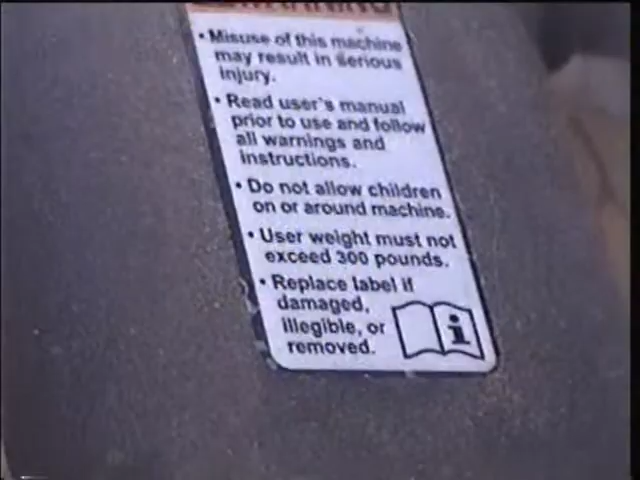 WARNING
• Misuse of this machine
may result in serious
injury.
• Read user's manual
prior to use and follow
all warnings and
instructions.
• Do not allow children
on or around machine.
• User weight must not
exceed 300 pounds.
• Replace label if
damaged,
illegible, or
removed.